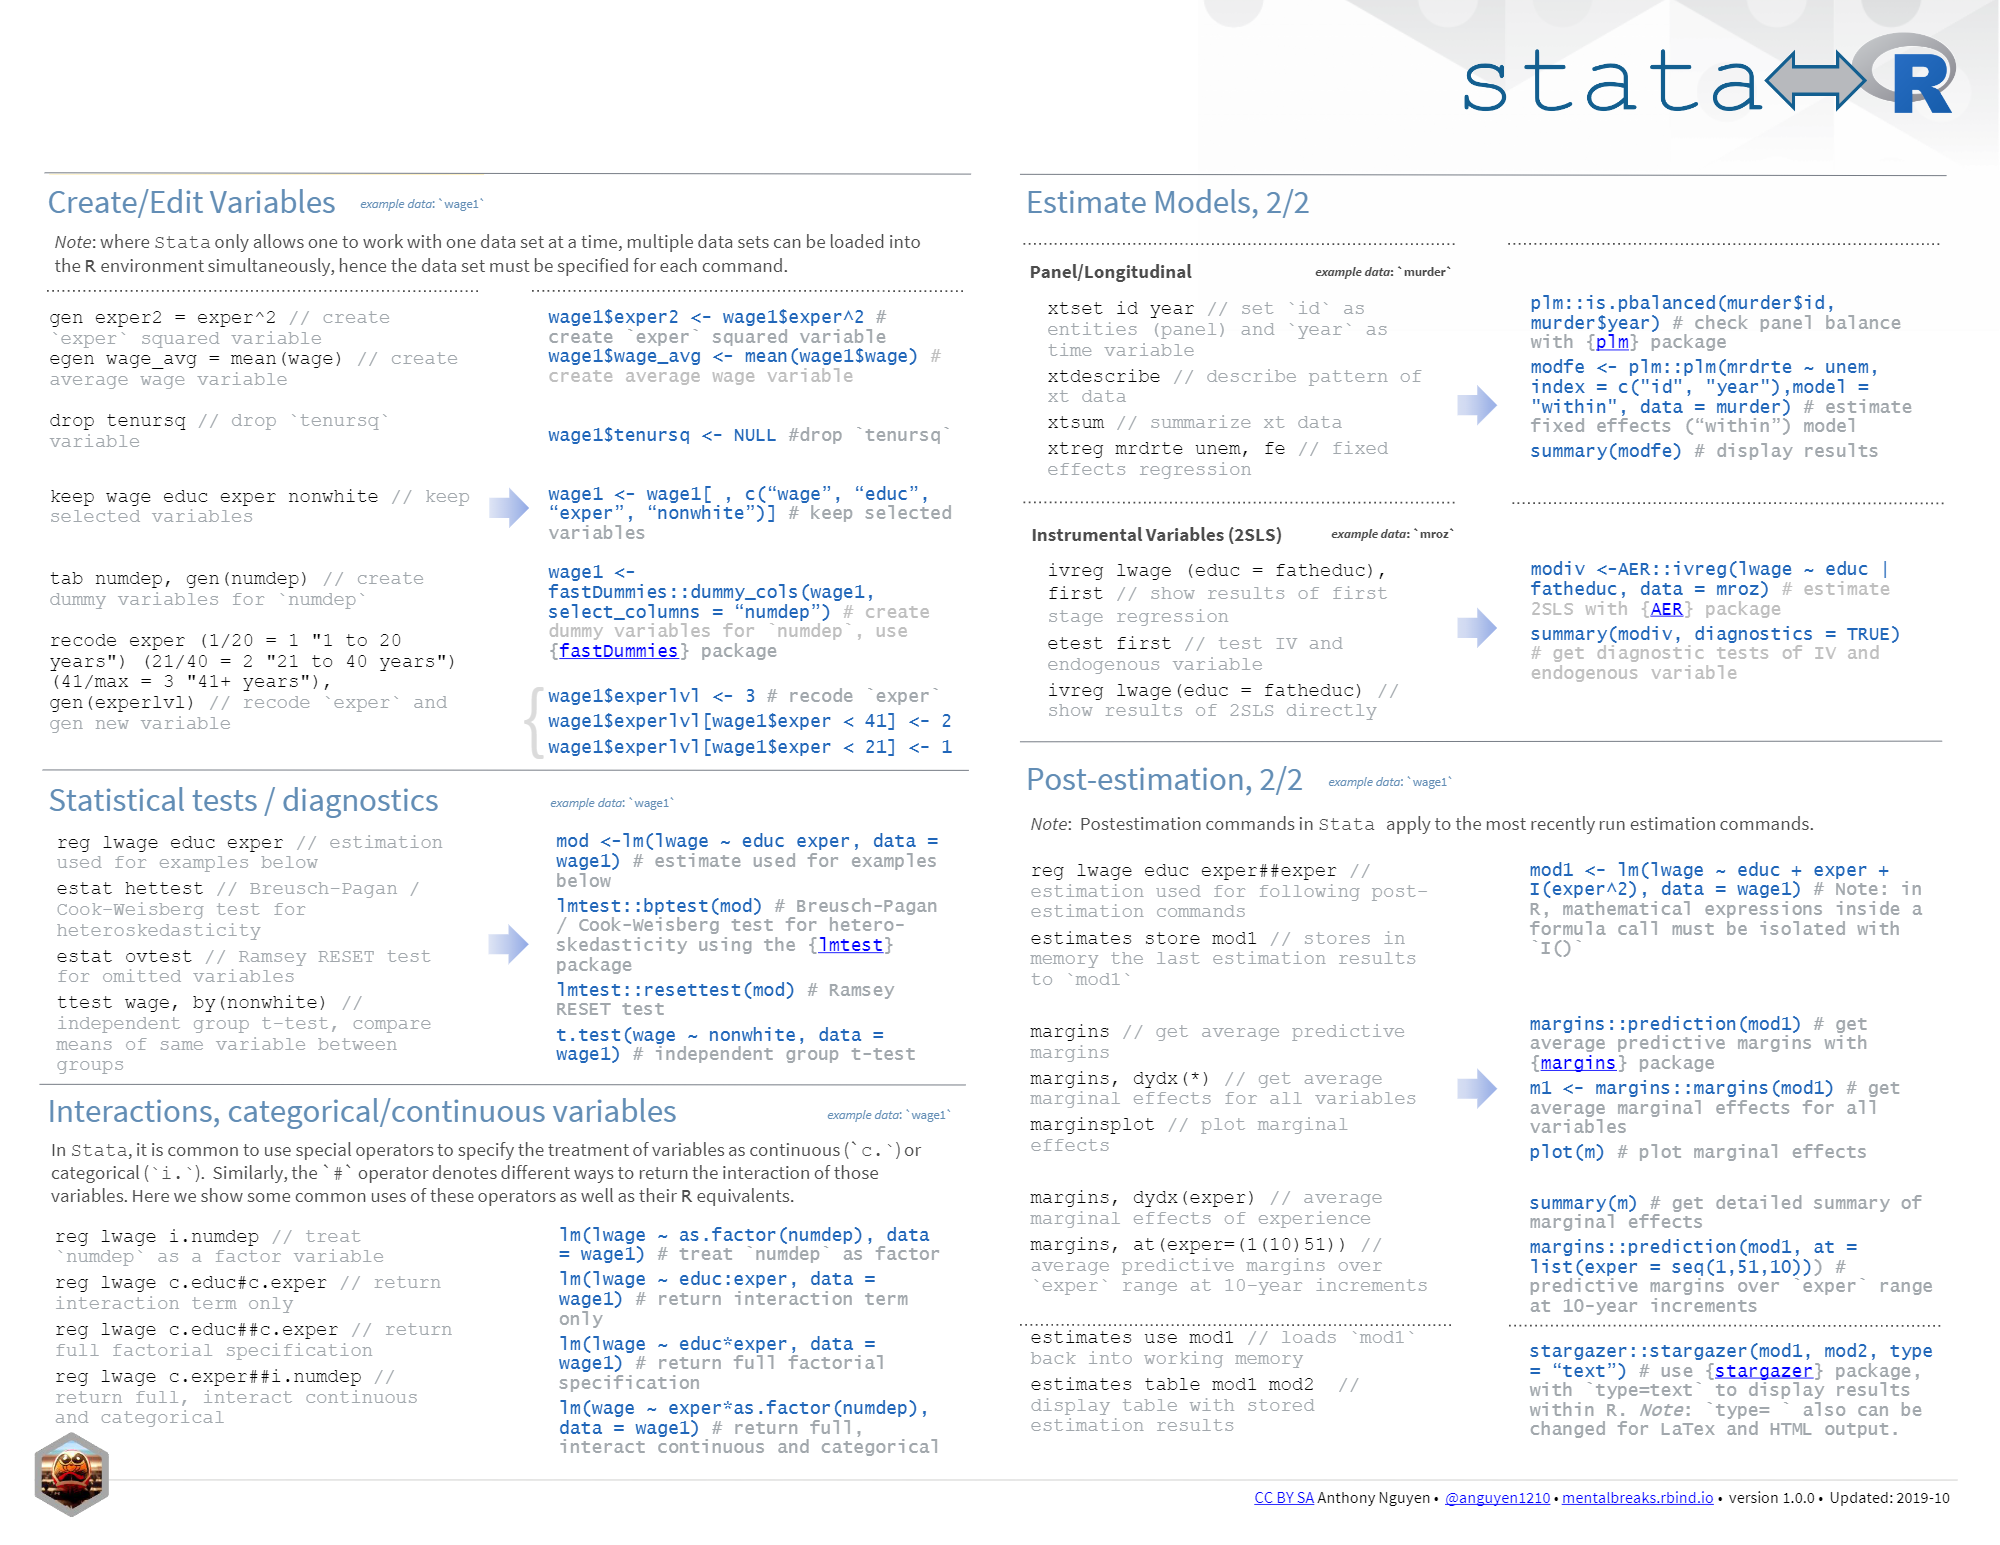 stata R
Create/Edit Variables example data: `wage1`
Note: where Stata only allows one to work with one data set at a time, multiple data sets can be loaded into
the R environment simultaneously, hence the data set must be specified for each command.
gen exper2 = exper^2 // create
`exper` squared variable
egen wage_avg = mean(wage) // create
average wage variable
drop tenursq // drop `tenursq`
variable
keep wage educ exper nonwhite // keep
selected variables
tab numdep, gen(numdep) // create
dummy variables for `numdep`
recode exper (1/20 = 1 "1 to 20
years") (21/40 = 2 "21 to 40 years")
(41/max = 3 "41+ years"),
gen(experlvl) // recode `exper` and
gen new variable
wage1$exper2 <- wage1$exper^2 #
create `exper` squared variable
wage1$wage_avg <- mean(wage1$wage) #
create average wage variable
wage1$tenursq <- NULL #drop `tenursq`
wage1 <- wage1[ , c(“wage”, “educ”,
“exper”, “nonwhite”)] # keep selected
variables
wage1 <-
fastDummies::dummy_cols(wage1,
select_columns = “numdep”) # create
dummy variables for `numdep`, use
{fastDummies} package
wage1$experlvl <- 3 # recode `exper`
wage1$experlvl[wage1$exper < 41] <- 2
wage1$experlvl[wage1$exper < 21] <- 1
Statistical tests / diagnostics example data: `wage1`
reg lwage educ exper // estimation
used for examples below
estat hettest // Breusch-Pagan /
Cook-Weisberg test for
heteroskedasticity
estat ovtest // Ramsey RESET test
for omitted variables
ttest wage, by(nonwhite) //
independent group t-test, compare
means of same variable between
groups
mod <-lm(lwage ~ educ exper, data =
wage1) # estimate used for examples
below
lmtest::bptest(mod) # Breusch-Pagan
/ Cook-Weisberg test for hetero-
skedasticity using the {lmtest}
package
lmtest::resettest(mod) # Ramsey
RESET test
t.test(wage ~ nonwhite, data =
wage1) # independent group t-test
Interactions, categorical/continuous variables example data: `wage1`
In Stata, it is common to use special operators to specify the treatment of variables as continuous (`c.`) or
categorical (`i.`). Similarly, the `#` operator denotes different ways to return the interaction of those
variables. Here we show some common uses of these operators as well as their R equivalents.
reg lwage i.numdep // treat
`numdep` as a factor variable
reg lwage c.educ#c.exper // return
interaction term only
reg lwage c.educ##c.exper // return
full factorial specification
reg lwage c.exper##i.numdep //
return full, interact continuous
and categorical
lm(lwage ~ as.factor(numdep), data
= wage1) # treat `numdep` as factor
lm(lwage ~ educ:exper, data =
wage1) # return interaction term
only
lm(lwage ~ educ*exper, data =
wage1) # return full factorial
specification
lm(wage ~ exper*as.factor(numdep),
data = wage1) # return full,
interact continuous and categorical
Estimate Models, 2/2
Panel/Longitudinal example data: `murder`
xtset id year // set `id` as
entities (panel) and `year` as
time variable
xtdescribe // describe pattern of
xt data
xtsum // summarize xt data
xtreg mrdrte unem, fe // fixed
effects regression
plm::is.pbalanced(murder$id,
murder$year) # check panel balance
with {plm} package
modfe <- plm::plm(mrdrte ~ unem,
index = c("id", "year"),model =
"within", data = murder) # estimate
fixed effects (“within”) model
summary(modfe) # display results
Instrumental Variables (2SLS) example data: `mroz`
ivreg lwage (educ = fatheduc),
first // show results of first
stage regression
etest first // test IV and
endogenous variable
ivreg lwage(educ = fatheduc) //
show results of 2SLS directly
modiv <-AER::ivreg(lwage ~ educ |
fatheduc, data = mroz) # estimate
2SLS with {AER} package
summary(modiv, diagnostics = TRUE)
# get diagnostic tests of IV and
endogenous variable
Post-estimation, 2/2 example data: `wage1`
Note: Postestimation commands in Stata apply to the most recently run estimation commands.
reg lwage educ exper##exper //
estimation used for following post-
estimation commands
estimates store mod1 // stores in
memory the last estimation results
to `mod1`
margins // get average predictive
margins
margins, dydx(*) // get average
marginal effects for all variables
marginsplot // plot marginal
effects
margins, dydx(exper) // average
marginal effects of experience
margins, at(exper=(1(10)51)) //
average predictive margins over
`exper` range at 10-year increments
estimates use mod1 // loads `mod1`
back into working memory
estimates table mod1 mod2 //
display table with stored
estimation results
mod1 <- lm(lwage ~ educ + exper +
I(exper^2), data = wage1) # Note: in
R, mathematical expressions inside a
formula call must be isolated with
`I()`
margins::prediction(mod1) # get
average predictive margins with
{margins} package
m1 <- margins::margins(mod1) # get
average marginal effects for all
variables
plot(m) # plot marginal effects
summary(m) # get detailed summary of
marginal effects
margins::prediction(mod1, at =
list(exper = seq(1,51,10))) #
predictive margins over `exper` range
at 10-year increments
stargazer::stargazer(mod1, mod2, type
= “text”) # use {stargazer} package,
with `type=text` to display results
within R. Note: `type= ` also can be
changed for LaTex and HTML output.
CC BY SA Anthony Nguyen • @anguyen1210 • mentalbreaks.rbind.io • version 1.0.0 • Updated: 2019-10